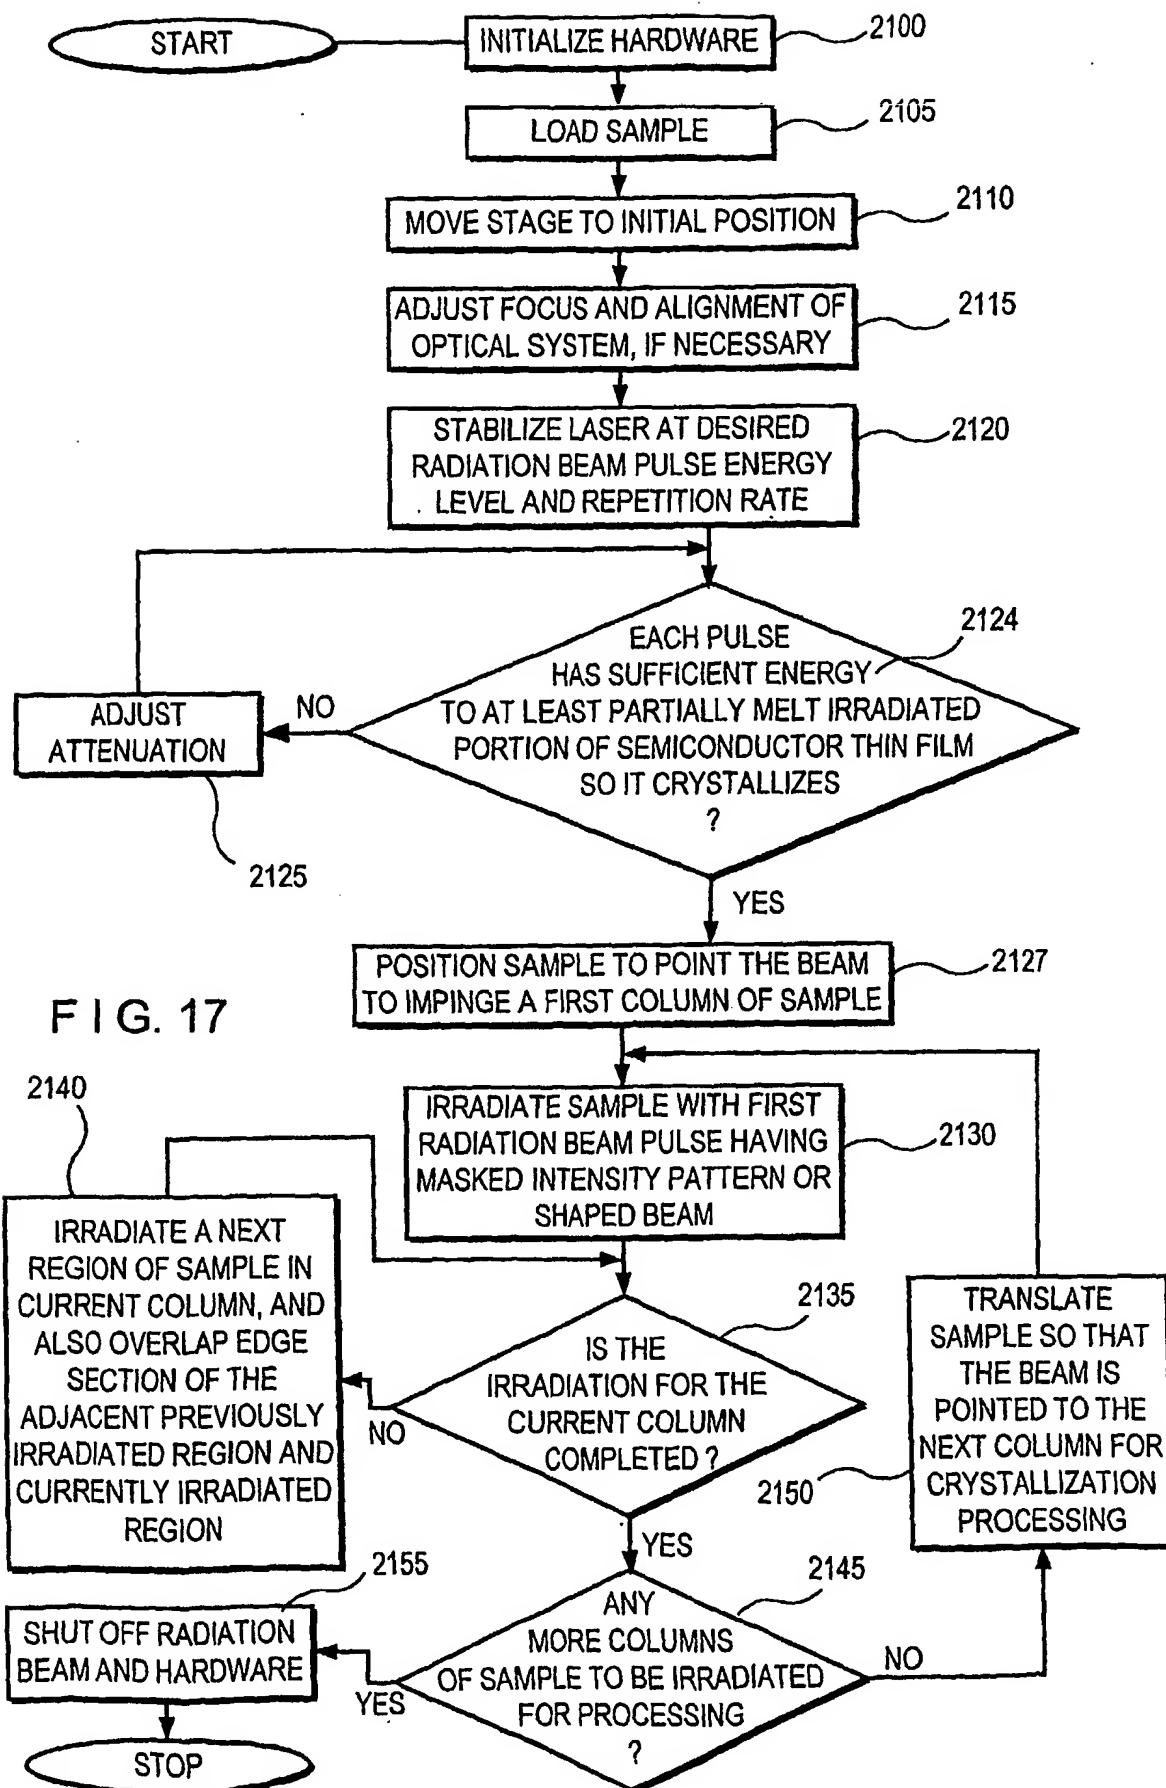 START
INITIALIZE HARDWARE
2100
LOAD SAMPLE
2105
MOVE STAGE TO INITIAL POSITION
2110
ADJUST FOCUS AND ALIGNMENT OF
OPTICAL SYSTEM, IF NECESSARY
2115
STABILIZE LASER AT DESIRED
RADIATION BEAM PULSE ENERGY
LEVEL AND REPETITION RATE
2120
EACH PULSE
HAS SUFFICIENT ENERGY
TO AT LEAST PARTIALLY MELT IRRADIATED
PORTION OF SEMICONDUCTOR THIN FILM
SO IT CRYSTALLIZES
?
2124
NO
ADJUST
ATTENUATION
2125
YES
POSITION SAMPLE TO POINT THE BEAM
TO IMPINGE A FIRST COLUMN OF SAMPLE
2127
FIG. 17
IRRADIATE SAMPLE WITH FIRST
RADIATION BEAM PULSE HAVING
MASKED INTENSITY PATTERN OR
SHAPED BEAM
2130
2140
IRRADIATE A NEXT
REGION OF SAMPLE IN
CURRENT COLUMN, AND
ALSO OVERLAP EDGE
SECTION OF THE
ADJACENT PREVIOUSLY
IRRADIATED REGION AND
CURRENTLY IRRADIATED
REGION
2135
IS THE
IRRADIATION FOR THE
CURRENT COLUMN
COMPLETED ?
NO
YES
TRANSLATE
SAMPLE SO THAT
THE BEAM IS
POINTED TO THE
NEXT COLUMN FOR
CRYSTALLIZATION
PROCESSING
2150
2145
ANY
MORE COLUMNS
OF SAMPLE TO BE IRRADIATED
FOR PROCESSING
?
NO
YES
2155
SHUT OFF RADIATION
BEAM AND HARDWARE
STOP